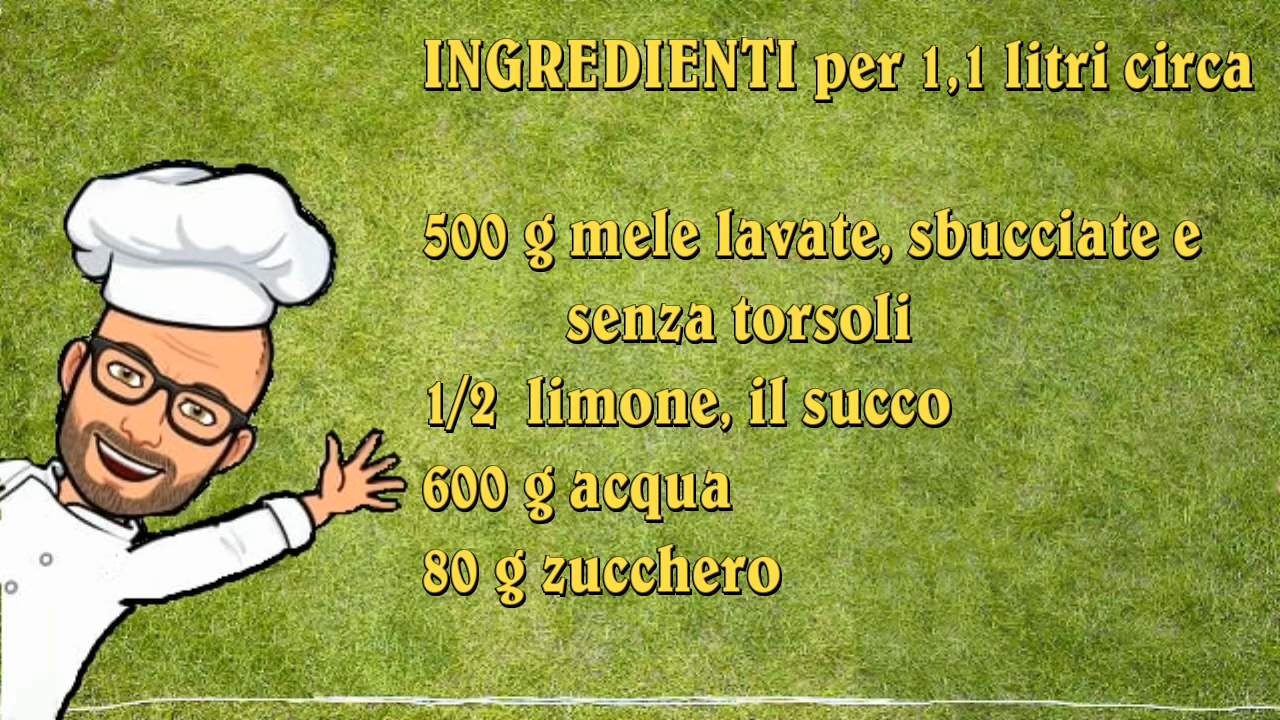 INGREDIENTI per 1,1 litri circa
500 g mele lavate, sbucciate e
senza torsoli
1/2 limone, il succo
600 g acqua
80 g zucchero